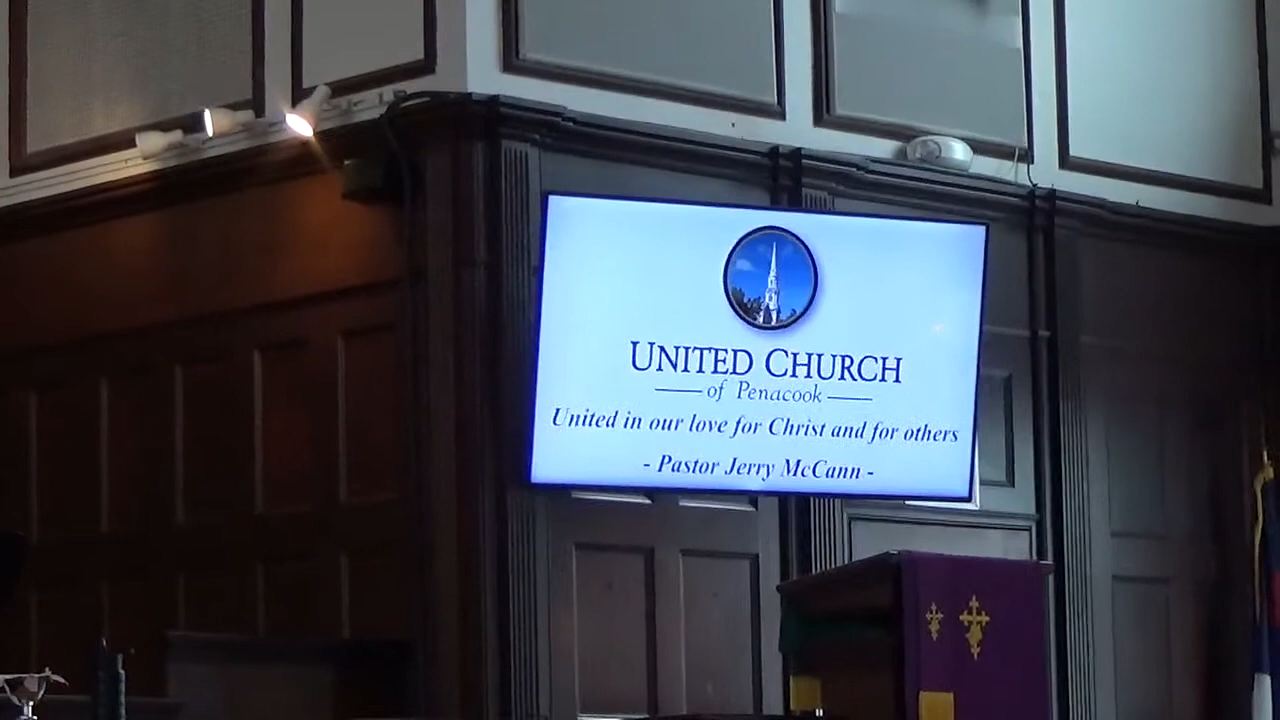 UNITED CHURCH
of Penacook
United in our love for Christ and for others
- Pastor Jerry McCann -